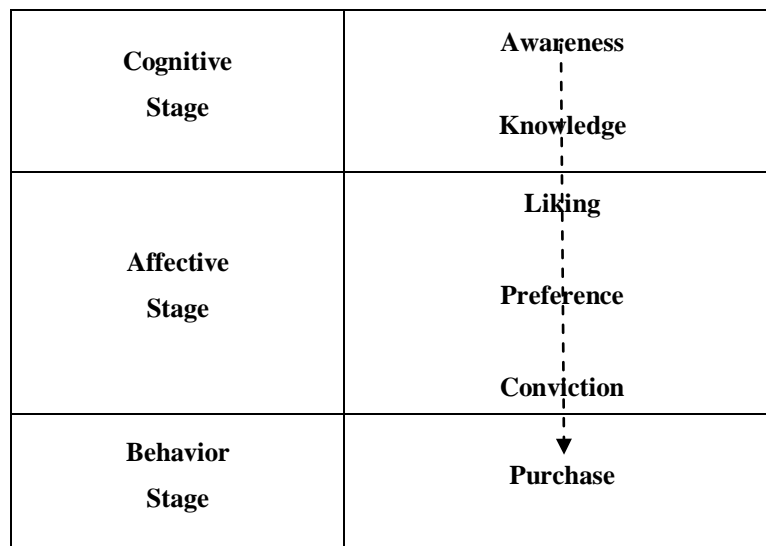 Cognitive
Stage
Awareness
Knowledge
Affective
Stage
Liking
Preference
Conviction
Behavior
Stage
Purchase